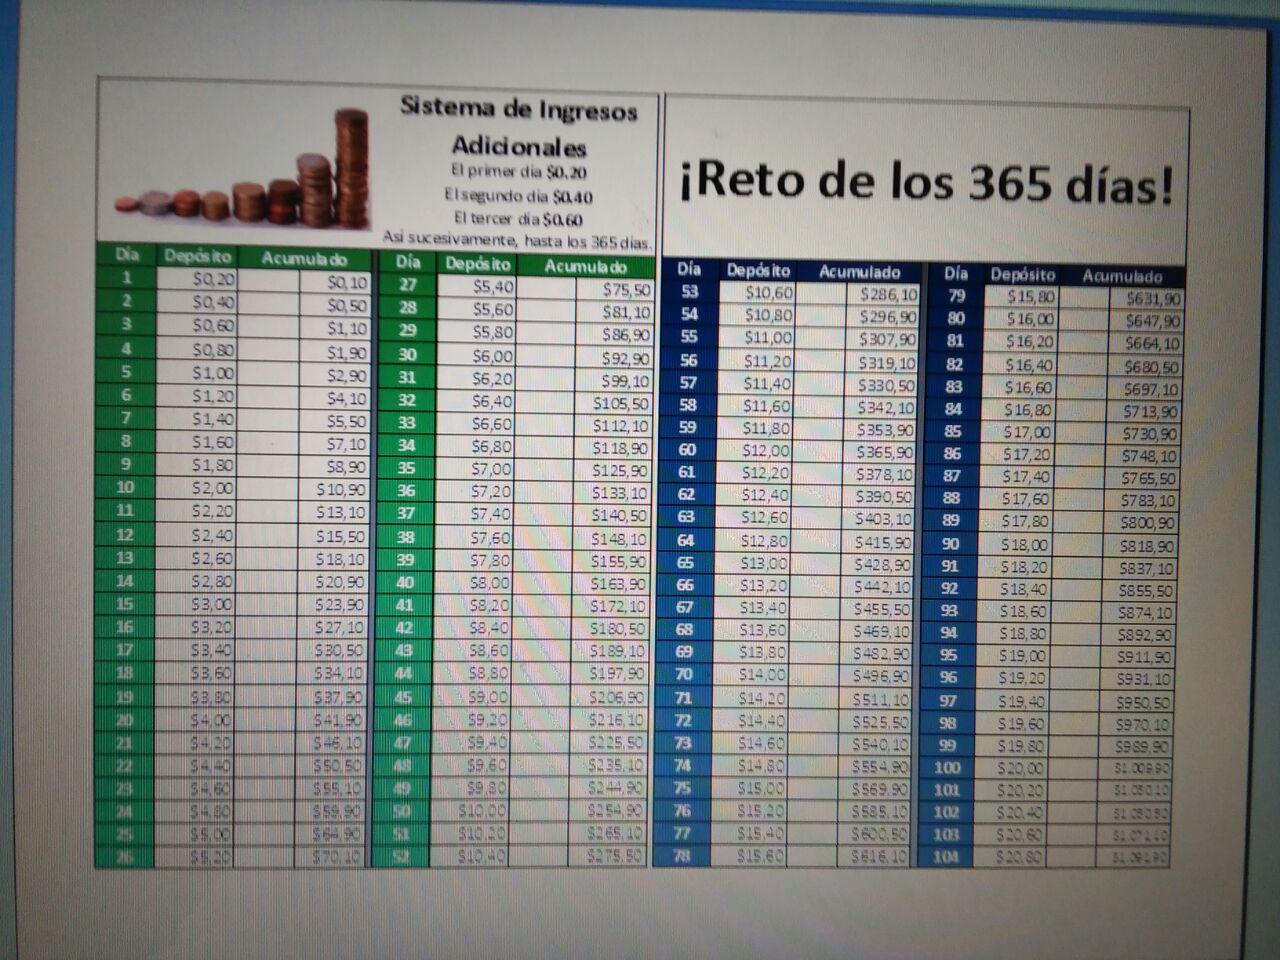 Sistema de Ingresos
Adicionales
El primer día $0.20
El segundo día $0.40
El tercer día $0.60
Asi sucesivamente, hasta los 365 días.
¡Reto de los 365 días!
Día Depósito Acumulado Día Depósito Acumulado Día Depósito Acumulado Día Depósito Acumulado
1 $0,20 $0,10 27 $5,40 $75,50 53 $10,60 $286,10 79 $15,80 $631,90
2 $0,40 $0,50 28 $5,60 $81,10 54 $10,80 $296,90 80 $16,00 $647,90
3 $0,60 $1,10 29 $5,80 $86,90 55 $11,00 $307,90 81 $16,20 $664,10
4 $0,80 $1,90 30 $6,00 $92,90 56 $11,20 $319,10 82 $16,40 $680,50
5 $1,00 $2,90 31 $6,20 $99,10 57 $11,40 $330,50 83 $16,60 $697,10
6 $1,20 $4,10 32 $6,40 $105,50 58 $11,60 $342,10 84 $16,80 $713,90
7 $1,40 $5,50 33 $6,60 $112,10 59 $11,80 $353,90 85 $17,00 $730,90
8 $1,60 $7,10 34 $6,80 $118,90 60 $12,00 $365,90 86 $17,20 $748,10
9 $1,80 $8,90 35 $7,00 $125,90 61 $12,20 $378,10 87 $17,40 $765,50
10 $2,00 $10,90 36 $7,20 $133,10 62 $12,40 $390,50 88 $17,60 $783,10
11 $2,20 $13,10 37 $7,40 $140,50 63 $12,60 $403,10 89 $17,80 $800,90
12 $2,40 $15,50 38 $7,60 $148,10 64 $12,80 $415,90 90 $18,00 $818,90
13 $2,60 $18,10 39 $7,80 $155,90 65 $13,00 $428,90 91 $18,20 $837,10
14 $2,80 $20,90 40 $8,00 $163,90 66 $13,20 $442,10 92 $18,40 $855,50
15 $3,00 $23,90 41 $8,20 $172,10 67 $13,40 $455,50 93 $18,60 $874,10
16 $3,20 $27,10 42 $8,40 $180,50 68 $13,60 $469,10 94 $18,80 $892,90
17 $3,40 $30,50 43 $8,60 $189,10 69 $13,80 $482,90 95 $19,00 $911,90
18 $3,60 $34,10 44 $8,80 $197,90 70 $14,00 $496,90 96 $19,20 $931,10
19 $3,80 $37,90 45 $9,00 $206,90 71 $14,20 $511,10 97 $19,40 $950,50
20 $4,00 $41,90 46 $9,20 $216,10 72 $14,40 $525,50 98 $19,60 $970,10
21 $4,20 $46,10 47 $9,40 $225,50 73 $14,60 $540,10 99 $19,80 $989,90
22 $4,40 $50,50 48 $9,60 $235,10 74 $14,80 $554,90 100 $20,00
23 $4,60 $55,10 49 $9,80 $244,90 75 $15,00 $569,90 101 $20,20
24 $4,80 $59,90 50 $10,00 $254,90 76 $15,20 $585,10 102 $20,40
25 $5,00 $64,90 51 $10,20 $265,10 77 $15,40 $600,50 103 $20,60
26 $5,20 $70,10 52 $10,40 $275,50 78 $15,60 $616,10 104 $20,80